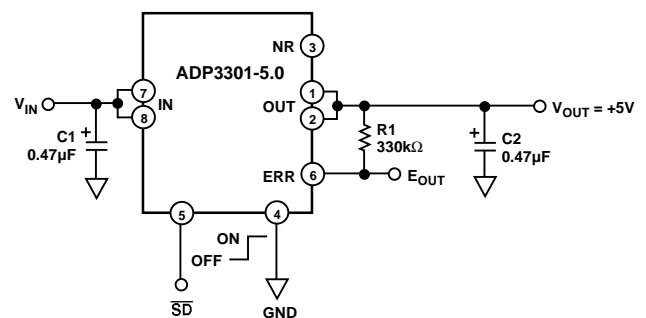 NR
3
ADP3301-5.0
7
8
IN
1
2
OUT
V_IN
C1
+
0.47µF
R1
330kΩ
V_OUT = +5V
+
C2
0.47µF
ERR
6
E_OUT
5
4
ON
OFF
SD
GND